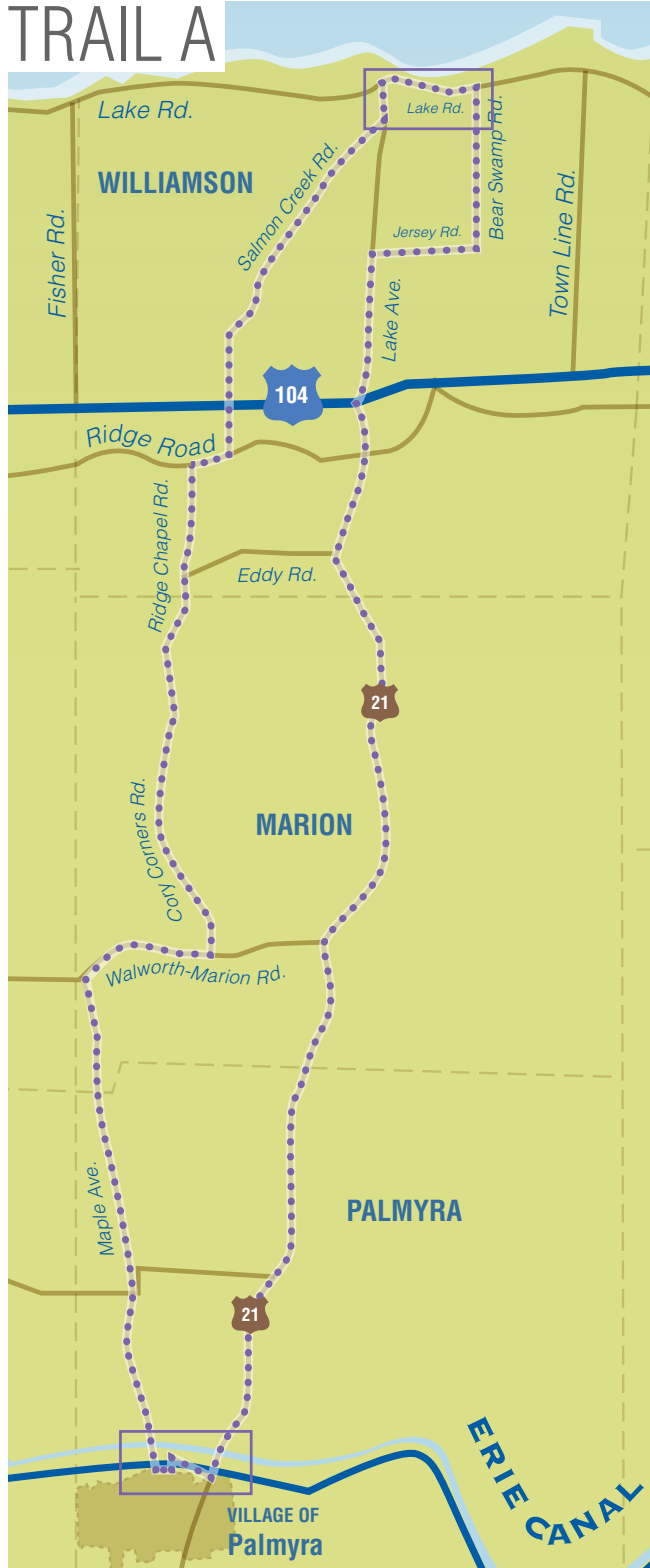 TRAIL A
Lake Rd.
Lake Rd.
WILLIAMSON
Salmon Creek Rd.
Bear Swamp Rd.
Fisher Rd.
Town Line Rd.
Jersey Rd.
Lake Ave.
104
Ridge Road
Ridge Chapel Rd.
Eddy Rd.
21
MARION
Cory Corners Rd.
Walworth-Marion Rd.
Maple Ave.
PALMYRA
21
ERIE CANAL
VILLAGE OF
Palmyra